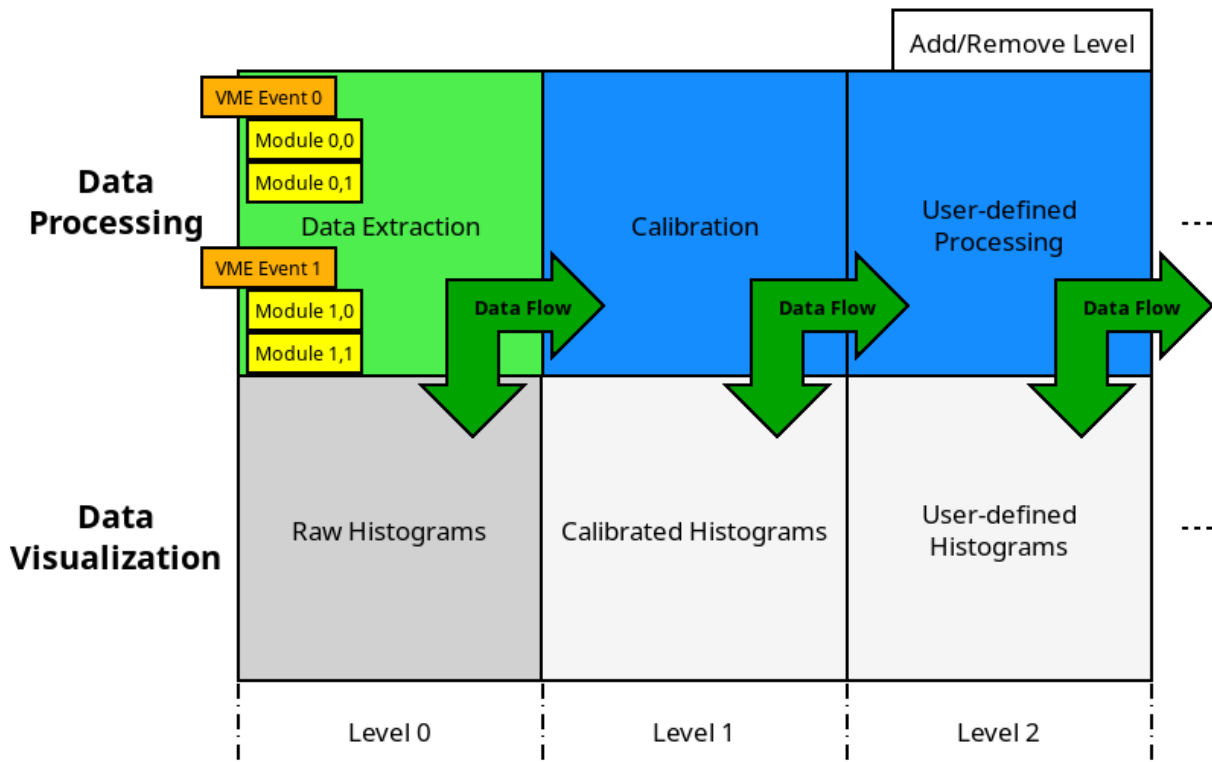 Add/Remove Level
VME Event 0
Module 0,0
Module 0,1
Data
Processing
Data Extraction
Calibration
User-defined
Processing
VME Event 1
Module 1,0
Module 1,1
Data Flow
Data Flow
Data Flow
Data
Visualization
Raw Histograms
Calibrated Histograms
User-defined
Histograms
Level 0
Level 1
Level 2